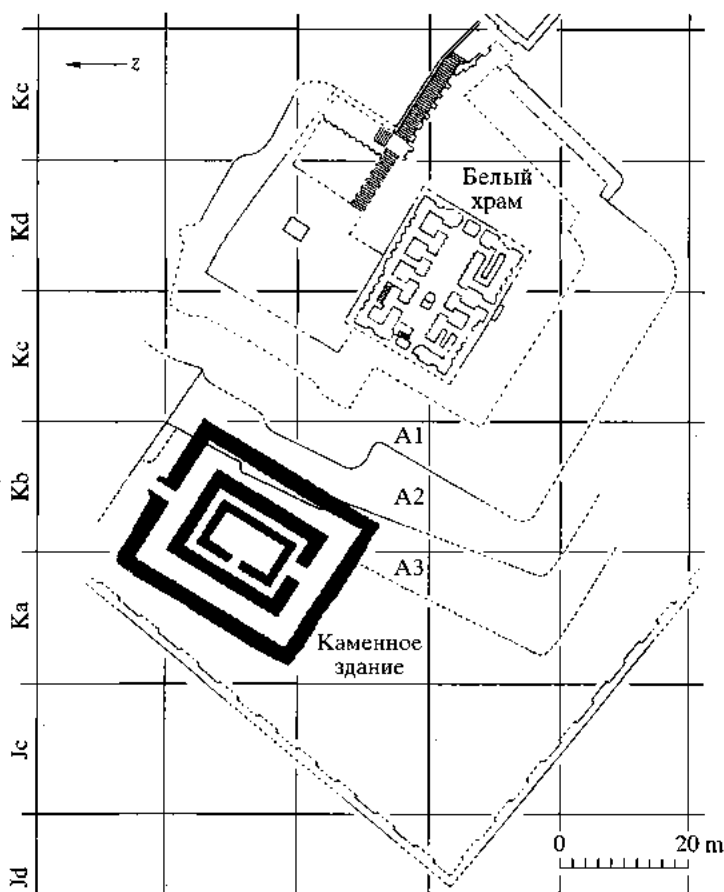 z
Kc
Белый
храм
Kd
Kc
A1
Kb
A2
A3
Ka
Каменное
здание
Jc
0 20 m
Jd